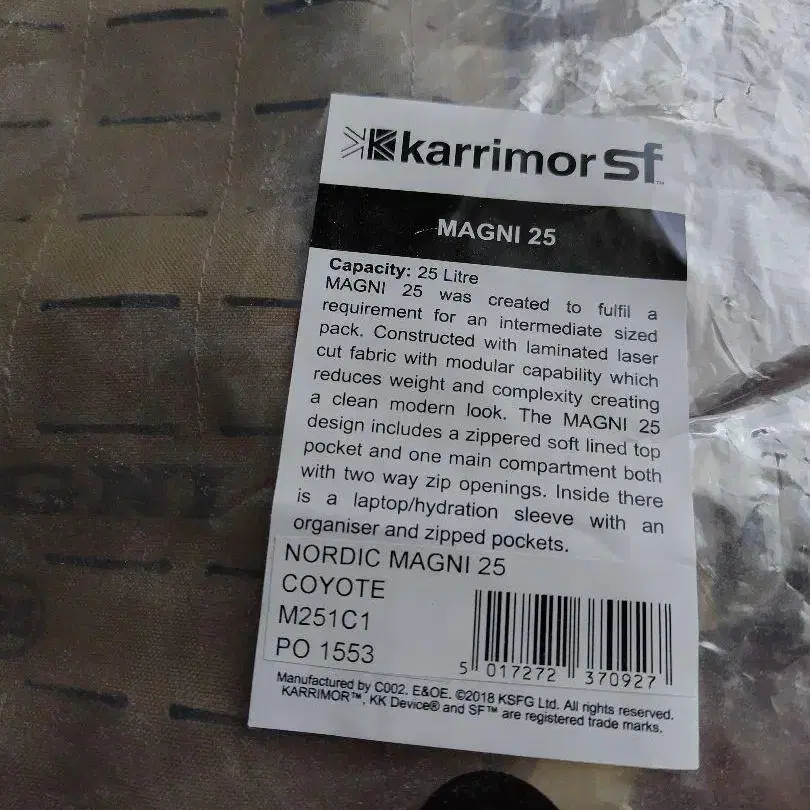 karrimor sf™
MAGNI 25
Capacity: 25 Litre
MAGNI 25 was created to fulfil a
requirement for an intermediate sized
pack. Constructed with laminated laser
cut fabric with modular capability which
reduces weight and complexity creating
a clean modern look. The MAGNI 25
design includes a zippered soft lined top
pocket and one main compartment both
with two way zip openings. Inside there
is a laptop/hydration sleeve with an
organiser and zipped pockets.
NORDIC MAGNI 25
COYOTE
M251C1
PO 1553
5 017272 370927
Manufactured by C002. E&OE. ©2018 KSFG Ltd. All rights reserved.
KARRIMOR™, KK Device® and SF™ are registered trade marks.